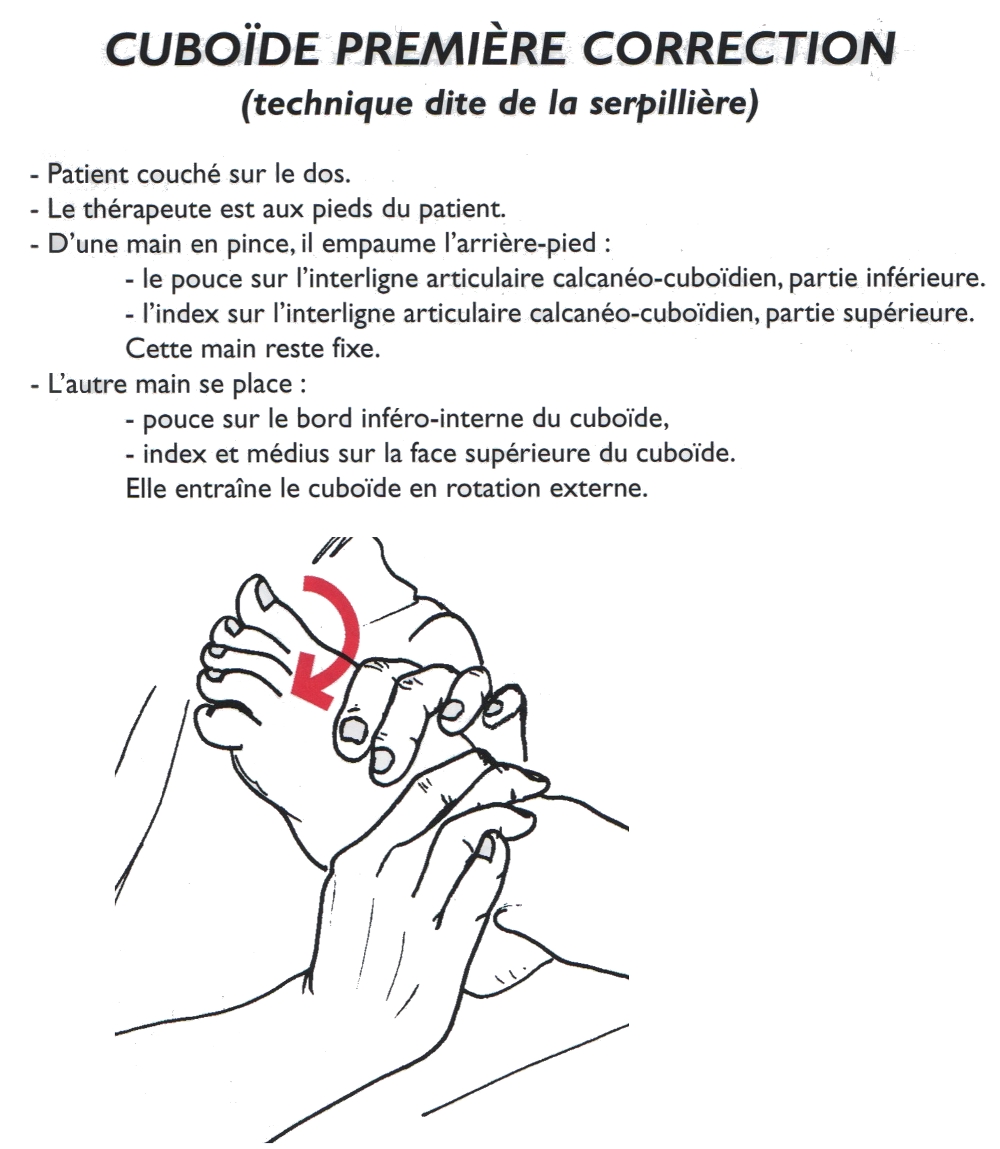 CUBOÏDE PREMIÈRE CORRECTION
(technique dite de la serpillière)
- Patient couché sur le dos.
- Le thérapeute est aux pieds du patient.
- D’une main en pince, il empaume l’arrière-pied :
- le pouce sur l’interligne articulaire calcanéo-cuboïdien, partie inférieure.
- l’index sur l’interligne articulaire calcanéo-cuboïdien, partie supérieure.
Cette main reste fixe.
- L’autre main se place :
- pouce sur le bord inféro-interne du cuboïde,
- index et médius sur la face supérieure du cuboïde.
Elle entraîne le cuboïde en rotation externe.